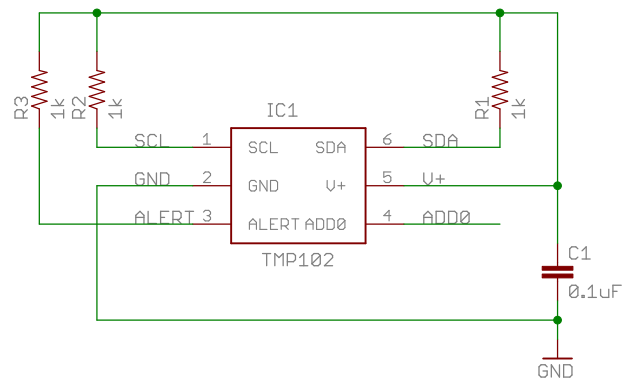 R3
1k
R2
1k
R1
1k
IC1
SCL 1 SCL SDA 6 SDA
GND 2 GND V+ 5 V+
ALERT 3 ALERT ADD0 4 ADD0
TMP102
C1
0.1uF
GND